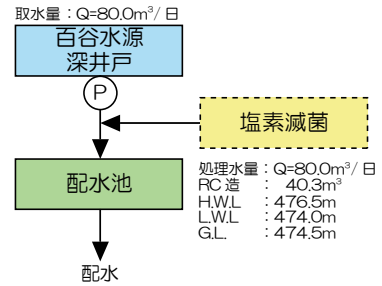 取水量：Q=80.0m³/日
百谷水源
深井戸
P
塩素滅菌
配水池
処理水量：Q=80.0m³/日
RC造　：　40.3m³
H.W.L　：476.5m
L.W.L　：474.0m
G.L.　：474.5m
配水